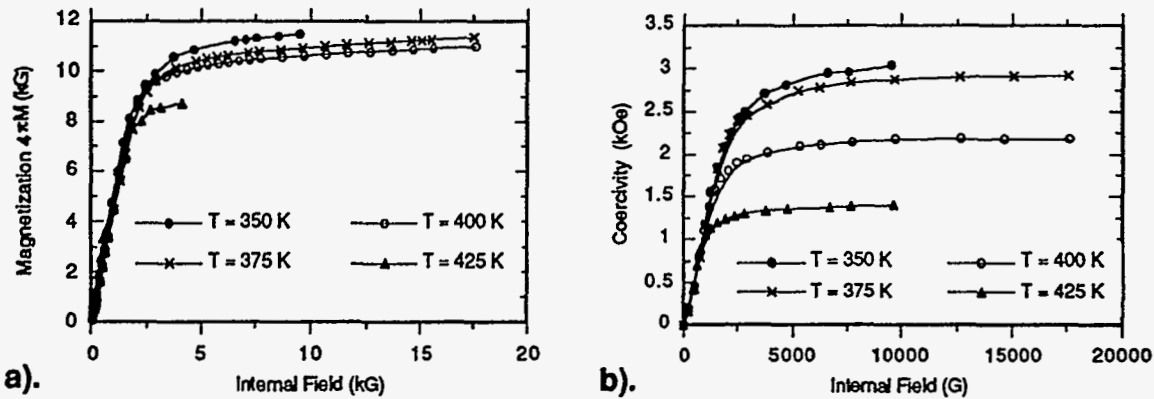 12
10
8
6
4
2
0
Magnetization 4πM (kG)
T = 350 K
T = 400 K
T = 375 K
T = 425 K
0 5 10 15 20
Internal Field (kG)
a).
3.5
3
2.5
2
1.5
1
0.5
0
Coercivity (kOe)
T = 350 K
T = 400 K
T = 375 K
T = 425 K
0 5000 10000 15000 20000
Internal Field (G)
b).